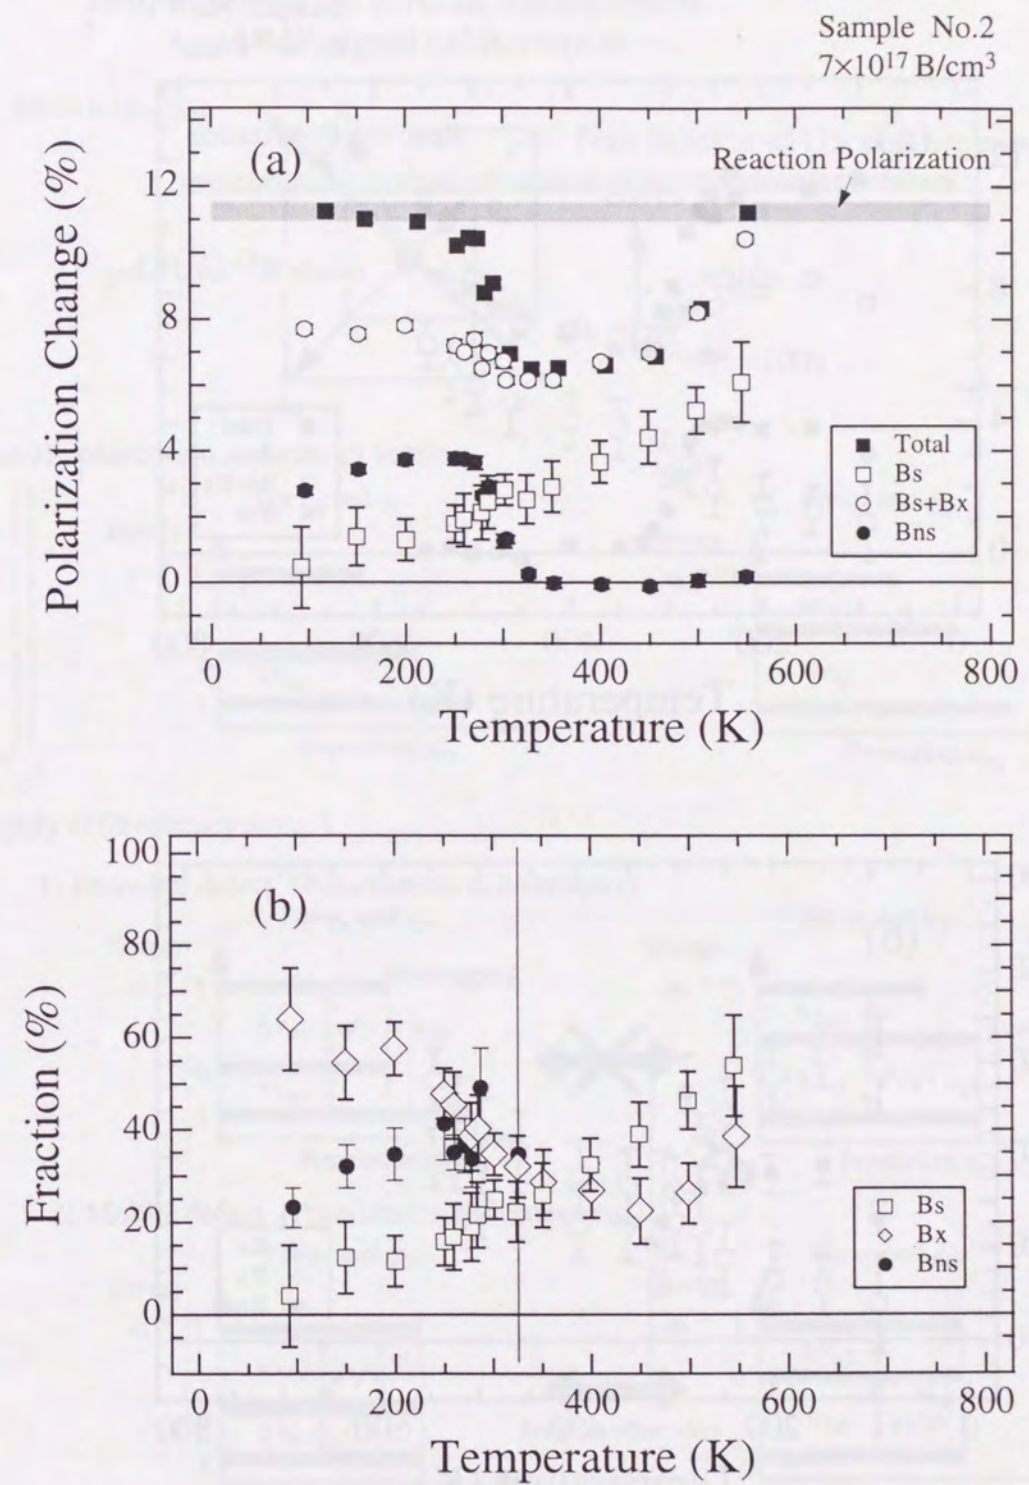 Sample No.2
7×10¹⁷ B/cm³
(a)
Reaction Polarization
Polarization Change (%)
12
8
4
0
Total
Bs
Bs+Bx
Bns
0 200 400 600 800
Temperature (K)
(b)
Fraction (%)
100
80
60
40
20
0
Bs
Bx
Bns
0 200 400 600 800
Temperature (K)